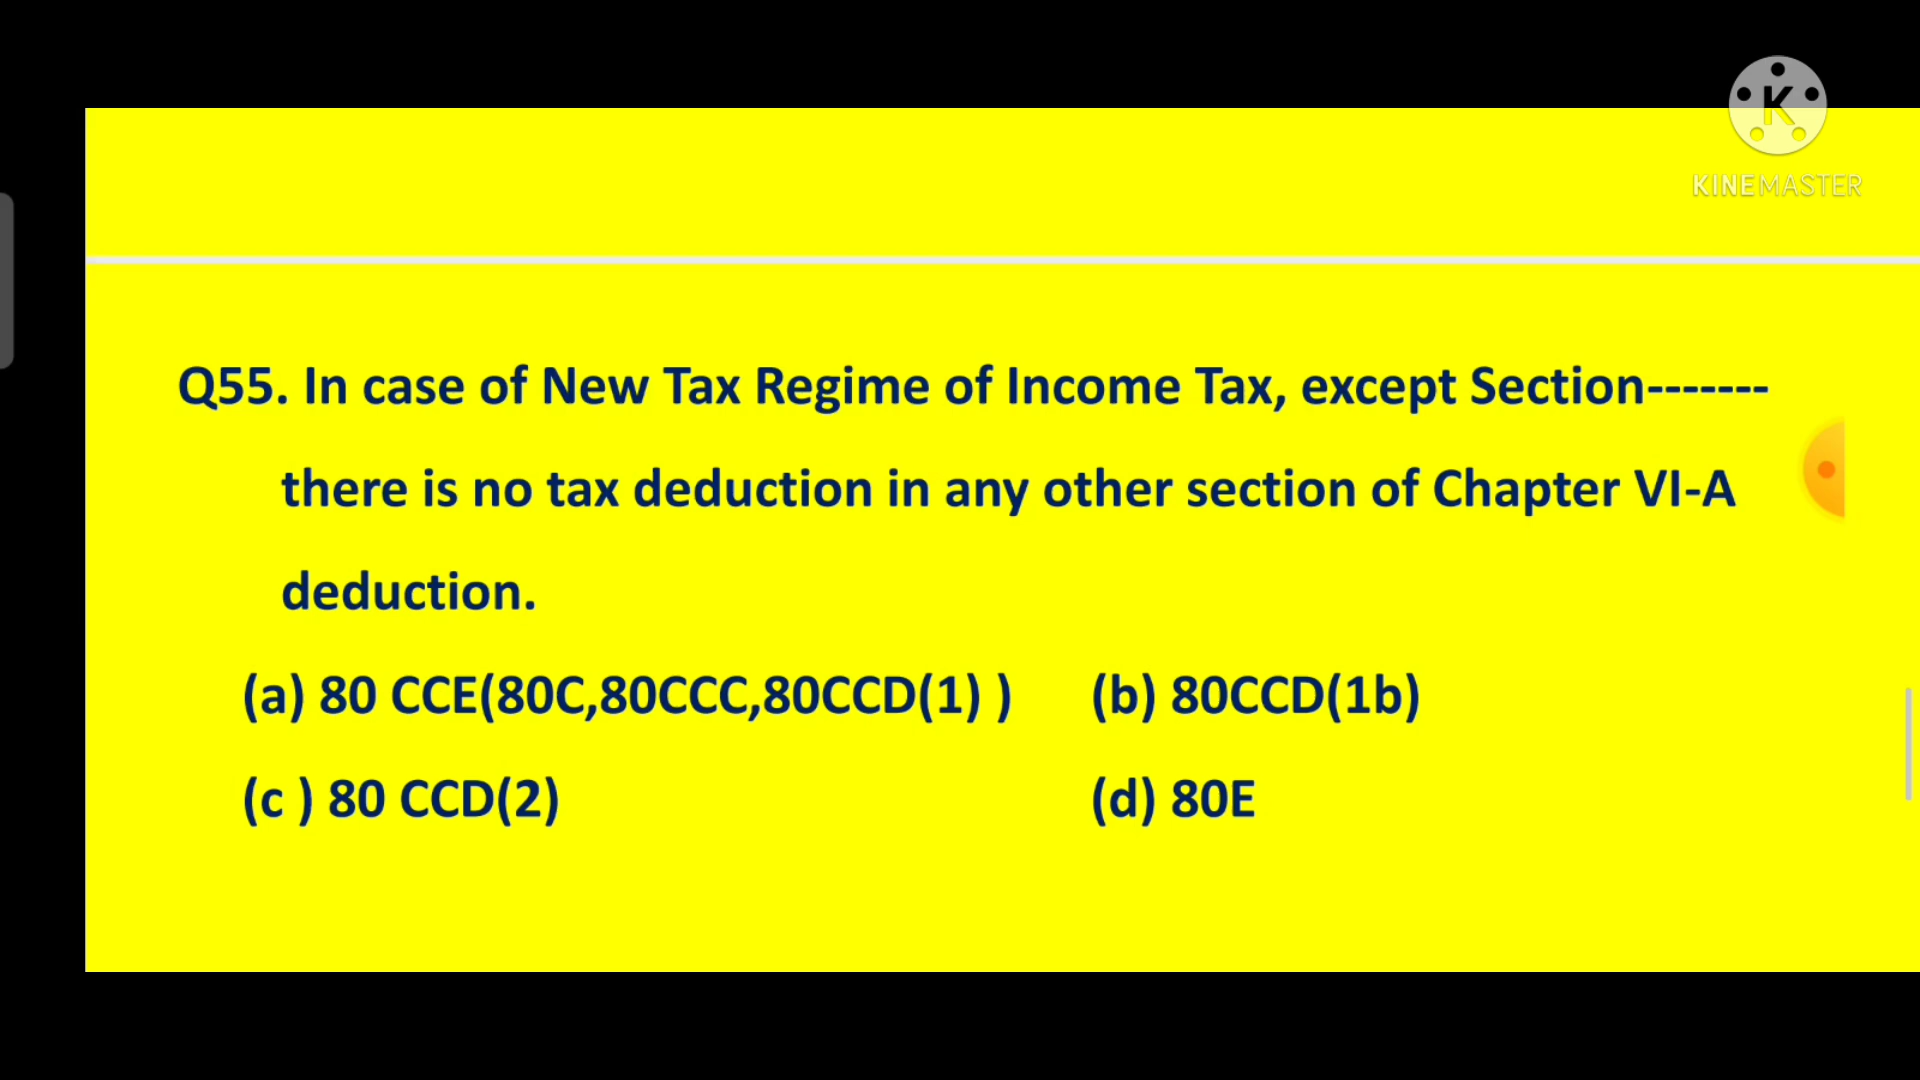 K
KINEMASTER
Q55. In case of New Tax Regime of Income Tax, except Section-------
there is no tax deduction in any other section of Chapter VI-A
deduction.
(a) 80 CCE(80C,80CCC,80CCD(1) ) (b) 80CCD(1b)
(c ) 80 CCD(2) (d) 80E